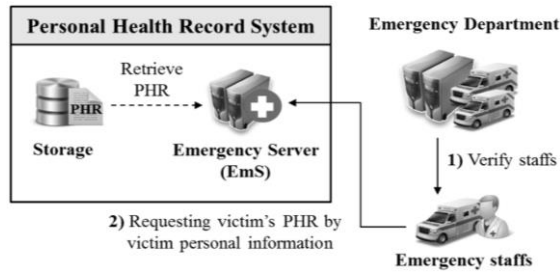 Personal Health Record System
Emergency Department
Retrieve
PHR
PHR
Storage
Emergency Server
(EmS)
1) Verify staffs
2) Requesting victim's PHR by
victim personal information
Emergency staffs